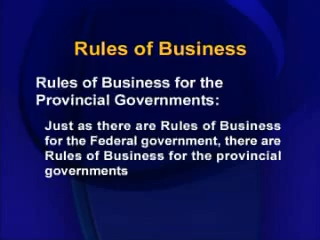 Rules of Business
Rules of Business for the
Provincial Governments:
Just as there are Rules of Business
for the Federal government, there are
Rules of Business for the provincial
governments